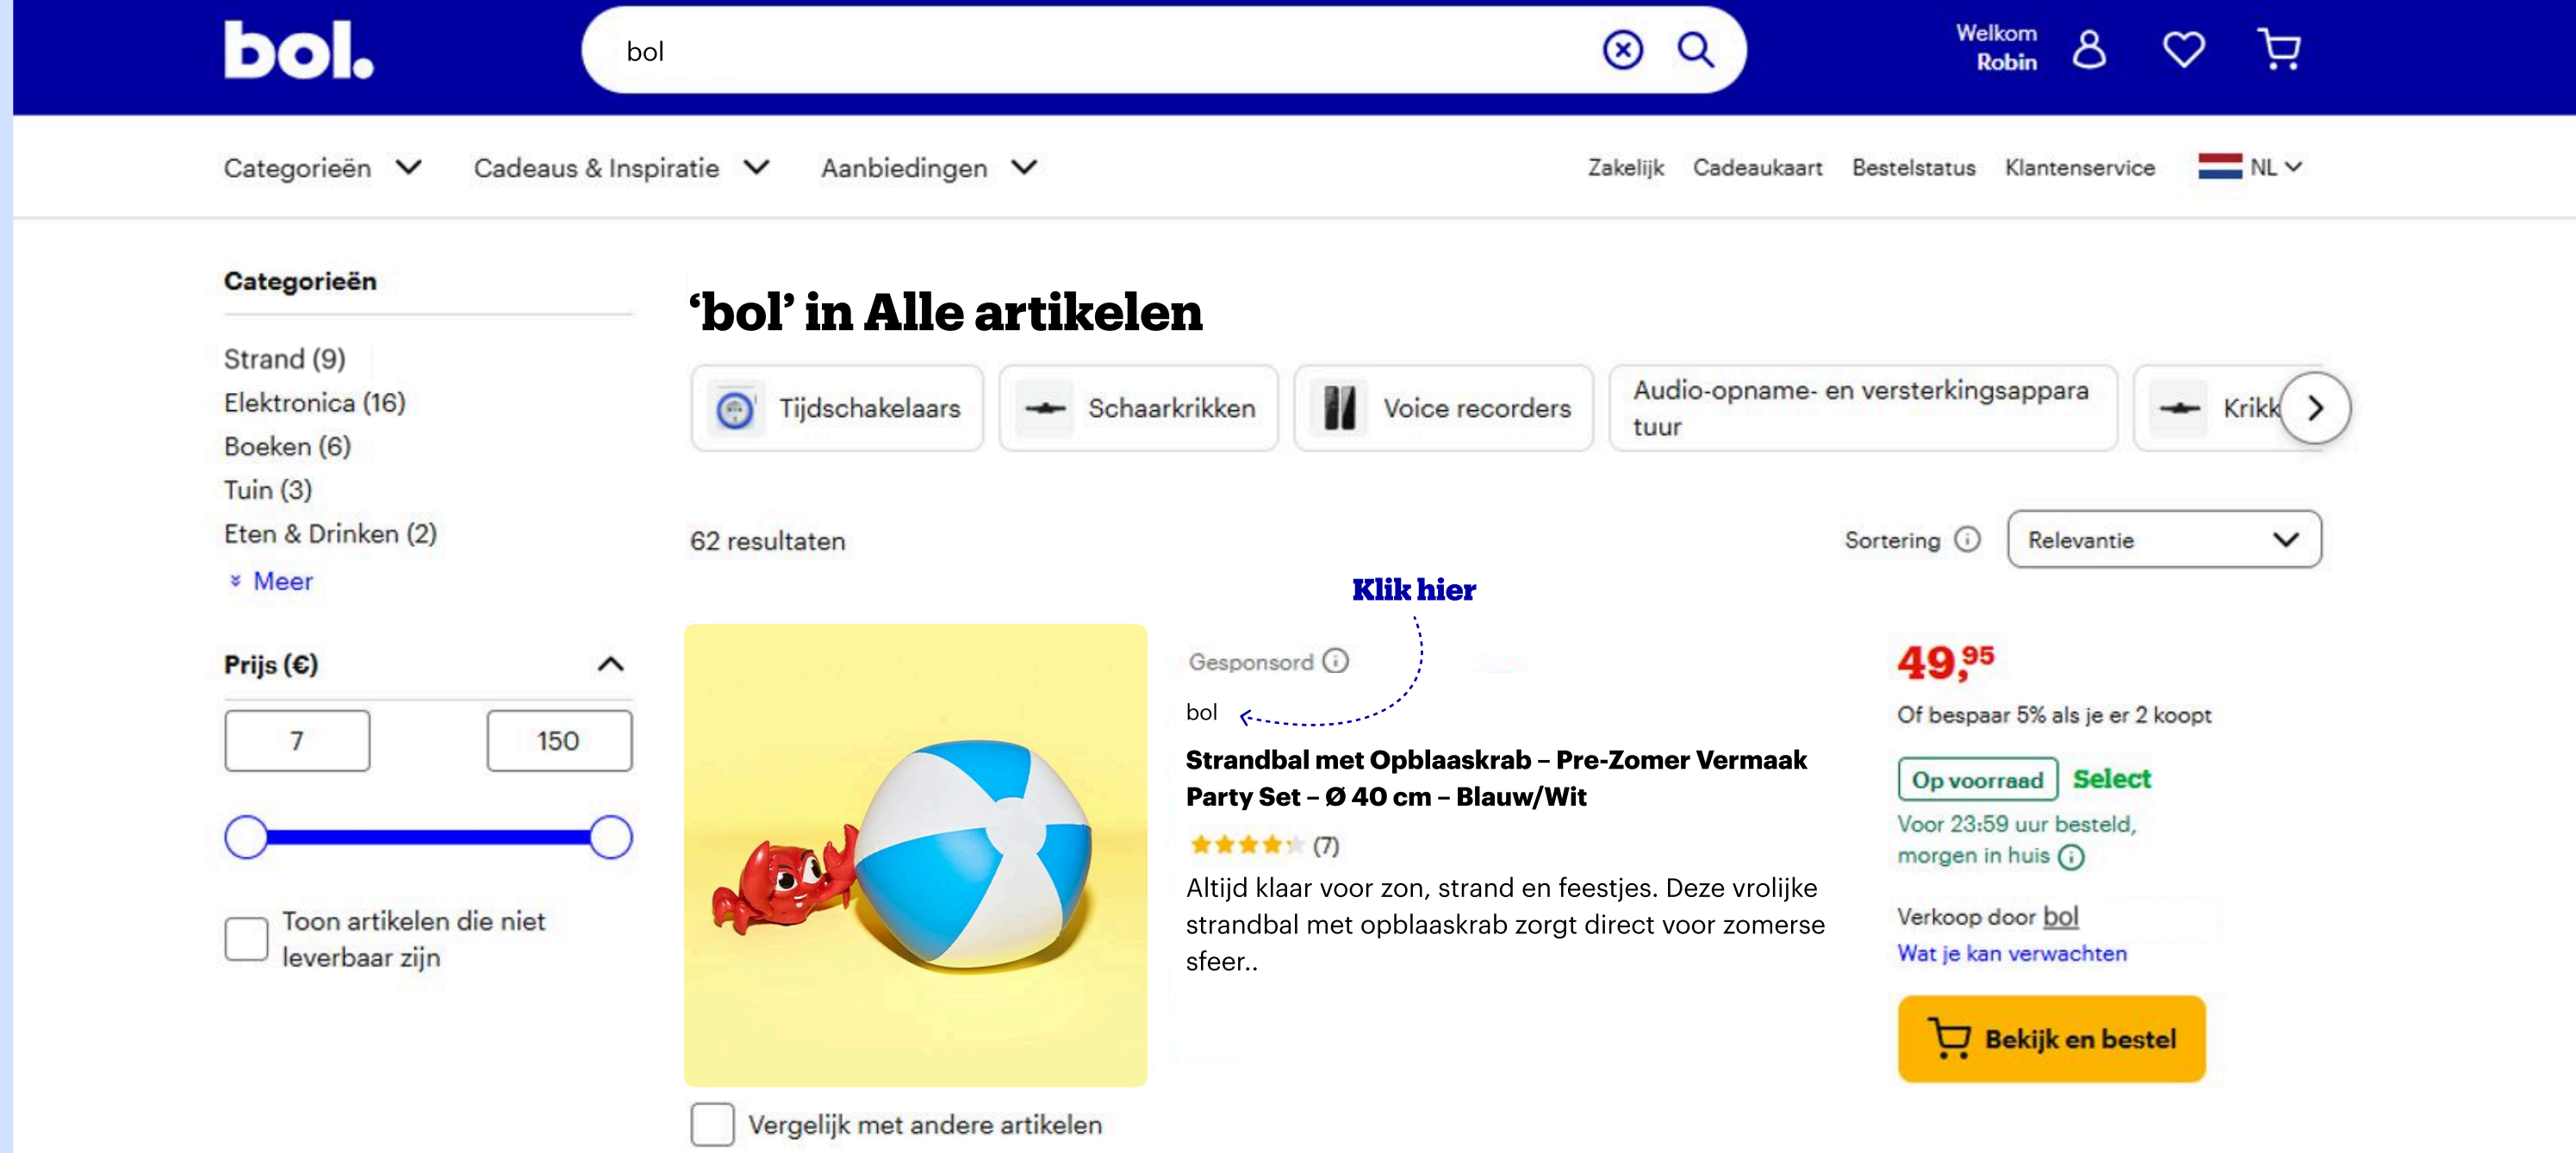 bol.
bol
Welkom
Robin
Categorieën
Cadeaus & Inspiratie
Aanbiedingen
Zakelijk
Cadeaukaart
Bestelstatus
Klantenservice
NL
Categorieën
Strand (9)
Elektronica (16)
Boeken (6)
Tuin (3)
Eten & Drinken (2)
Meer
Prijs (€)
7
150
Toon artikelen die niet
leverbaar zijn
‘bol’ in Alle artikelen
Tijdschakelaars
Schaarkrikken
Voice recorders
Audio-opname- en versterkingsappara
tuur
Krikk
62 resultaten
Sortering
Relevantie
Klik hier
Gesponsord
bol
Strandbal met Opblaaskrab – Pre-Zomer Vermaak
Party Set – Ø 40 cm – Blauw/Wit
(7)
Altijd klaar voor zon, strand en feestjes. Deze vrolijke
strandbal met opblaaskrab zorgt direct voor zomerse
sfeer..
49,95
Of bespaar 5% als je er 2 koopt
Op voorraad Select
Voor 23:59 uur besteld,
morgen in huis
Verkoop door bol
Wat je kan verwachten
Bekijk en bestel
Vergelijk met andere artikelen